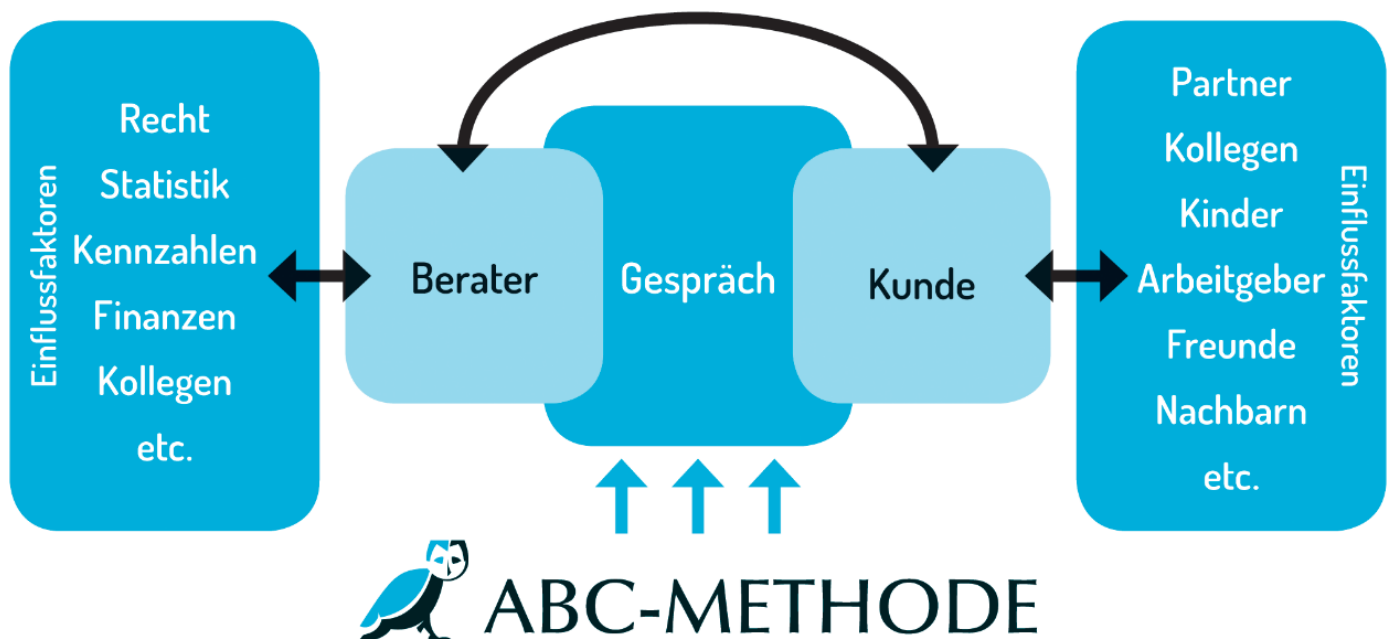 Einflussfaktoren
Recht
Statistik
Kennzahlen
Finanzen
Kollegen
etc.
Berater
Gespräch
Kunde
Partner
Kollegen
Kinder
Arbeitgeber
Freunde
Nachbarn
etc.
Einflussfaktoren
ABC-METHODE